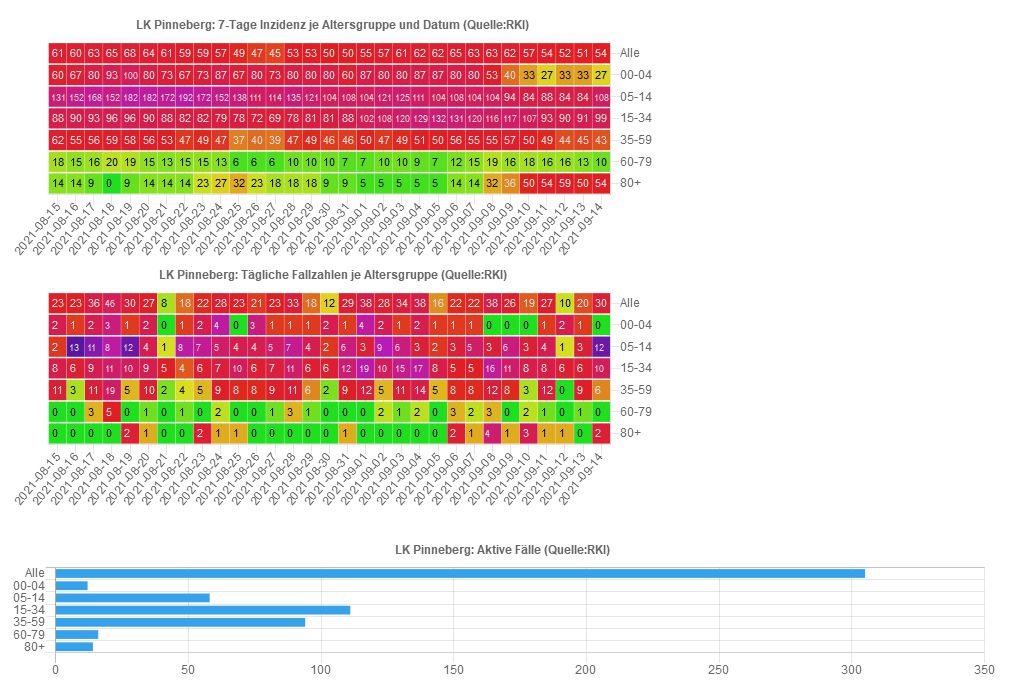 LK Pinneberg: 7-Tage Inzidenz je Altersgruppe und Datum (Quelle:RKI)
61 60 63 65 68 64 61 59 59 57 49 47 45 53 53 50 50 55 57 61 62 62 65 63 63 62 57 54 52 51 54 Alle
60 67 80 93 100 80 73 67 73 87 67 80 73 80 80 80 60 87 80 80 87 87 80 80 53 40 33 27 33 33 27 00-04
131 152 168 152 182 182 172 192 172 152 138 111 114 135 121 104 108 104 121 125 111 104 108 104 104 94 84 88 84 84 108 05-14
88 90 93 96 96 90 88 82 82 79 78 72 69 78 81 81 88 102 108 120 129 132 131 120 116 117 107 93 90 91 99 15-34
62 55 56 59 58 56 53 47 49 47 37 40 39 47 49 46 46 50 47 49 51 50 56 55 57 50 49 44 45 43 35-59
18 15 16 20 19 15 13 15 15 13 6 6 6 10 10 10 7 7 10 10 9 7 12 15 19 16 18 16 16 13 10 60-79
14 14 9 0 9 14 14 14 23 27 32 23 18 18 18 9 9 5 5 5 5 5 14 14 32 36 50 54 59 50 54 80+
2021-08-15 2021-08-16 2021-08-17 2021-08-18 2021-08-19 2021-08-20 2021-08-21 2021-08-22 2021-08-23 2021-08-24 2021-08-25 2021-08-26 2021-08-27 2021-08-28 2021-08-29 2021-08-30 2021-08-31 2021-09-01 2021-09-02 2021-09-03 2021-09-04 2021-09-05 2021-09-06 2021-09-07 2021-09-08 2021-09-09 2021-09-10 2021-09-11 2021-09-12 2021-09-13 2021-09-14
LK Pinneberg: Tägliche Fallzahlen je Altersgruppe (Quelle:RKI)
23 23 36 46 30 27 8 18 22 28 23 21 23 33 18 12 29 38 28 34 38 16 22 22 38 26 19 27 10 20 30 Alle
2 1 2 3 1 2 0 1 2 4 0 3 1 1 1 2 1 4 2 1 2 1 1 1 0 0 0 1 2 1 0 00-04
2 13 11 8 12 4 1 8 7 5 4 4 5 7 4 2 6 3 9 6 3 2 3 5 3 6 3 4 1 3 12 05-14
8 6 9 11 10 9 5 4 6 7 10 6 7 11 6 6 12 19 10 15 17 8 5 5 16 11 8 8 6 6 10 15-34
11 3 11 19 5 10 2 4 5 9 8 8 9 11 6 2 9 12 5 11 14 5 8 8 12 8 3 12 0 9 6 35-59
0 0 3 5 0 1 0 1 0 2 0 0 1 3 1 0 0 0 2 1 2 0 3 2 3 0 2 1 0 1 0 60-79
0 0 0 0 2 1 0 0 2 1 1 0 0 0 0 0 1 0 0 0 0 0 2 1 4 1 3 1 1 0 2 80+
2021-08-15 2021-08-16 2021-08-17 2021-08-18 2021-08-19 2021-08-20 2021-08-21 2021-08-22 2021-08-23 2021-08-24 2021-08-25 2021-08-26 2021-08-27 2021-08-28 2021-08-29 2021-08-30 2021-08-31 2021-09-01 2021-09-02 2021-09-03 2021-09-04 2021-09-05 2021-09-06 2021-09-07 2021-09-08 2021-09-09 2021-09-10 2021-09-11 2021-09-12 2021-09-13 2021-09-14
LK Pinneberg: Aktive Fälle (Quelle:RKI)
Alle
00-04
05-14
15-34
35-59
60-79
80+
0 50 100 150 200 250 300 350